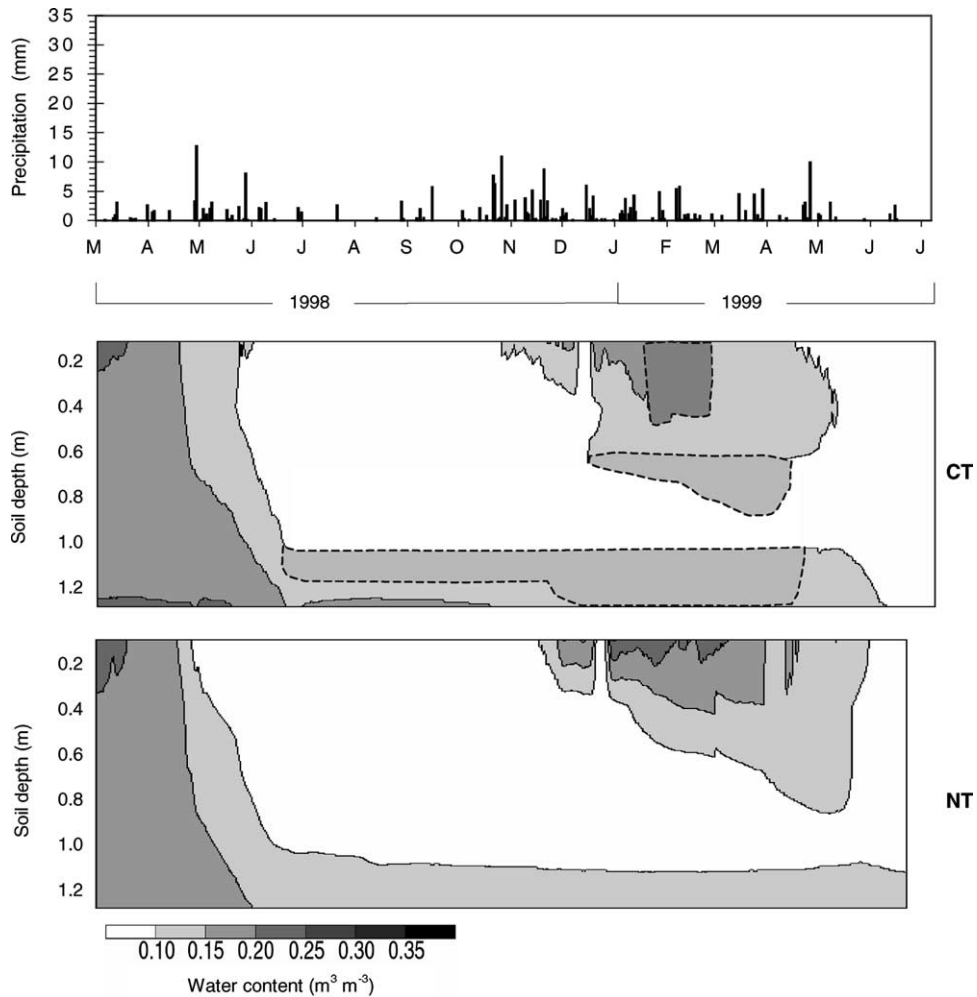 Precipitation (mm)
35
30
25
20
15
10
5
0
M A M J J A S O N D J F M A M J J
1998 1999
Soil depth (m)
0.2
0.4
0.6
0.8
1.0
1.2
CT
Soil depth (m)
0.2
0.4
0.6
0.8
1.0
1.2
NT
0.10 0.15 0.20 0.25 0.30 0.35
Water content (m³ m⁻³)